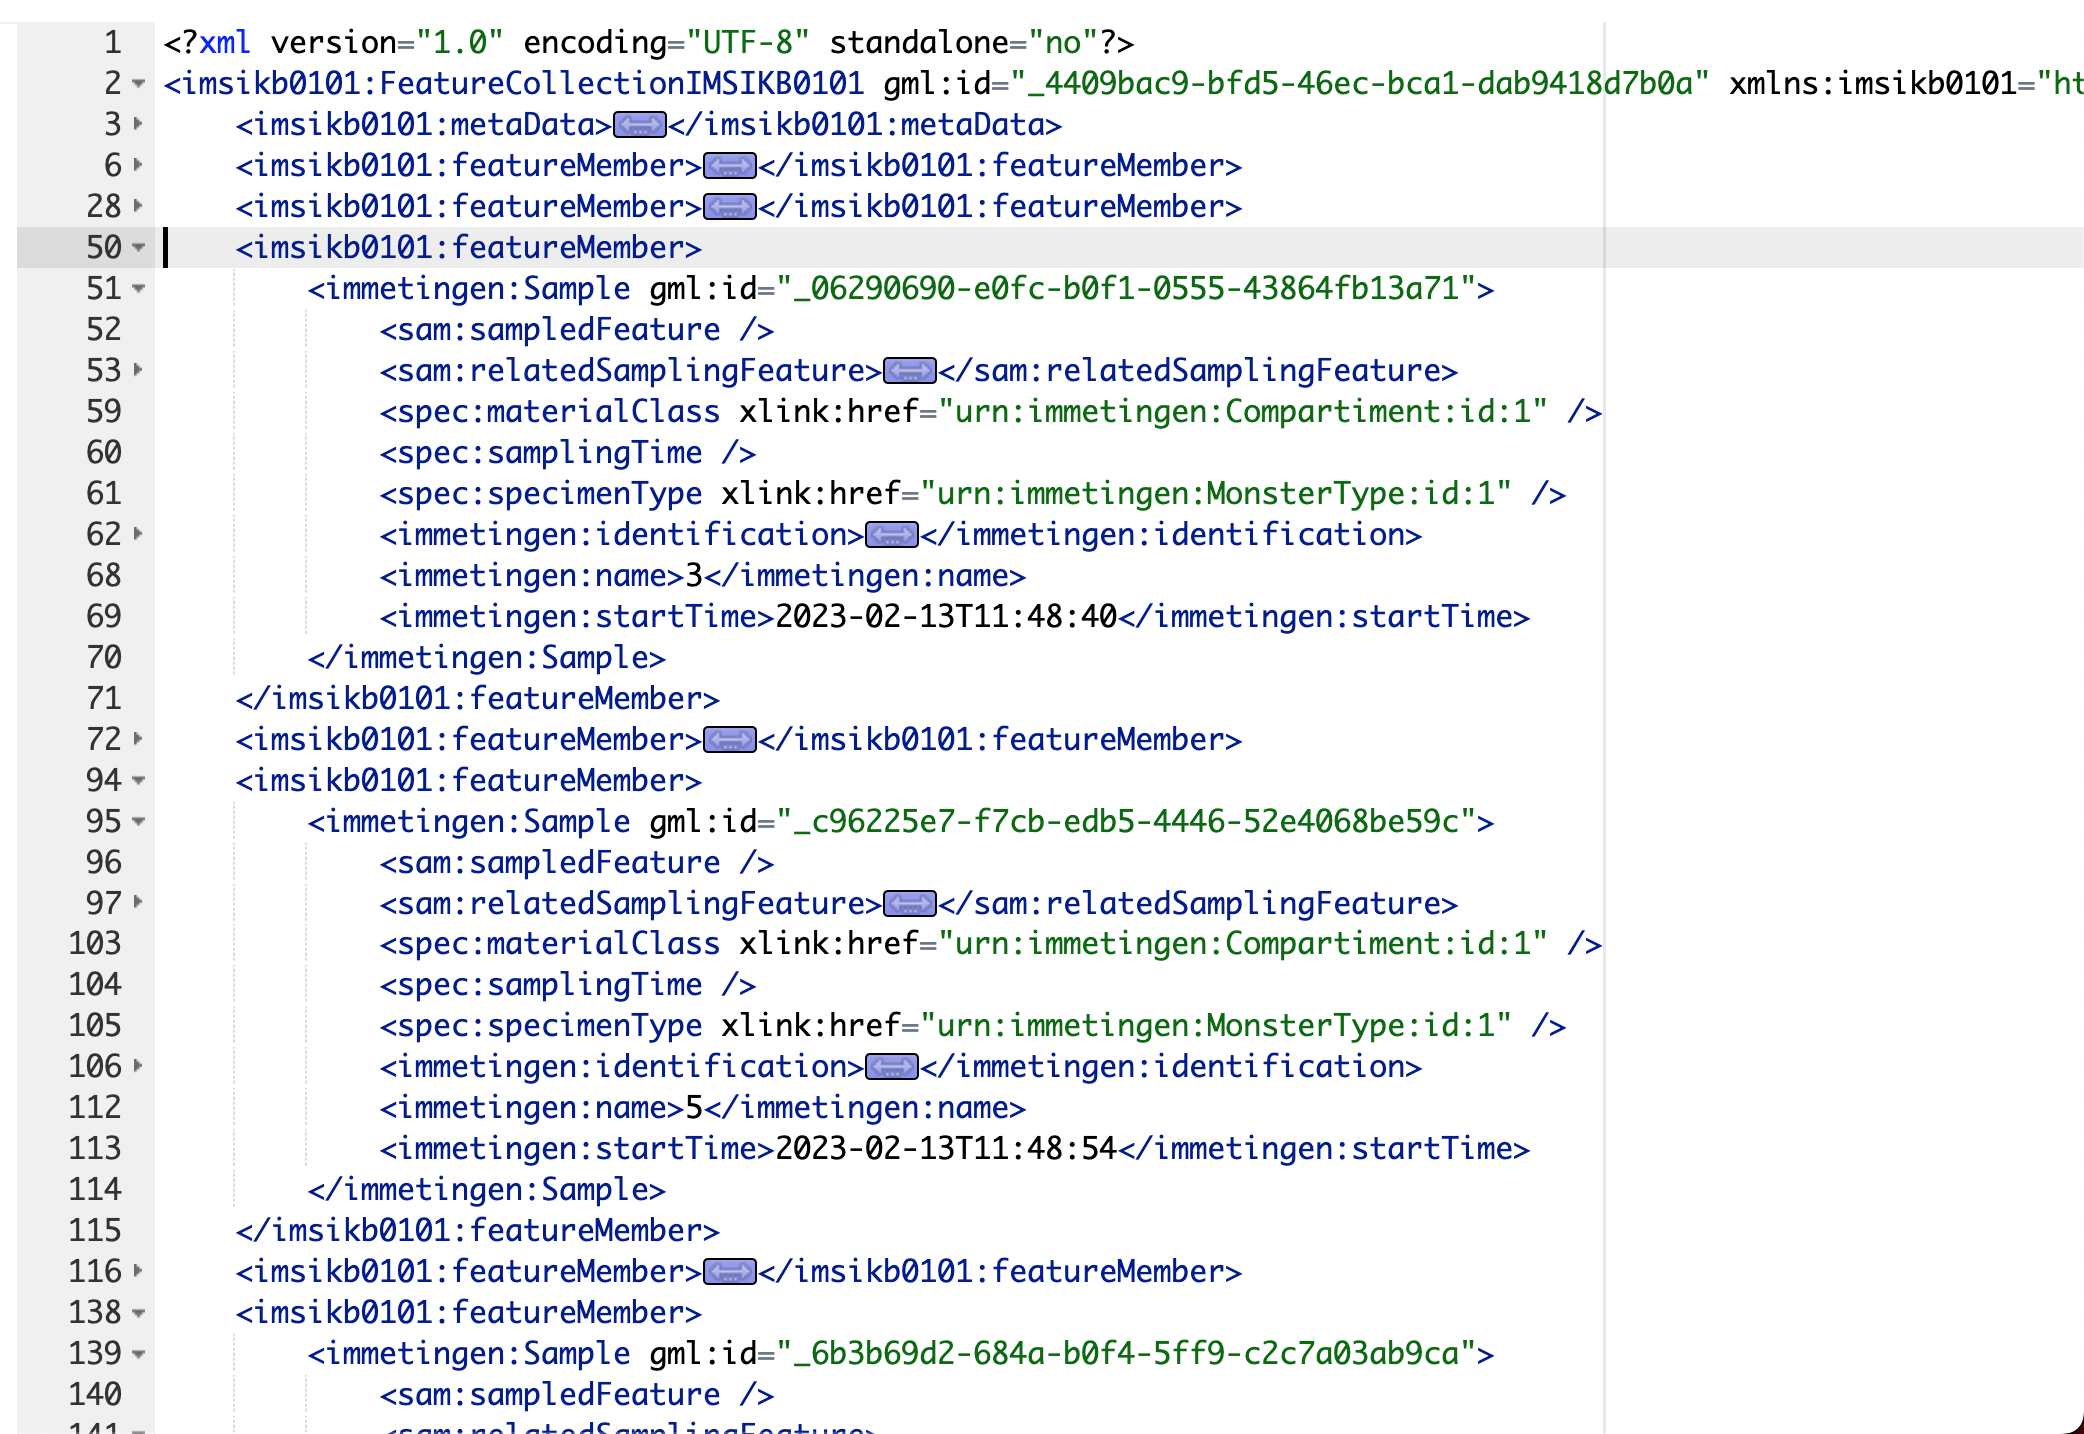 1 <?xml version="1.0" encoding="UTF-8" standalone="no"?>
2 <imsikb0101:FeatureCollectionIMSIKB0101 gml:id="_4409bac9-bfd5-46ec-bca1-dab9418d7b0a" xmlns:imsikb0101="ht
3 <imsikb0101:metaData></imsikb0101:metaData>
6 <imsikb0101:featureMember></imsikb0101:featureMember>
28 <imsikb0101:featureMember></imsikb0101:featureMember>
50 <imsikb0101:featureMember>
51 <immetingen:Sample gml:id="_06290690-e0fc-b0f1-0555-43864fb13a71">
52 <sam:sampledFeature />
53 <sam:relatedSamplingFeature></sam:relatedSamplingFeature>
59 <spec:materialClass xlink:href="urn:immetingen:Compartiment:id:1" />
60 <spec:samplingTime />
61 <spec:specimenType xlink:href="urn:immetingen:MonsterType:id:1" />
62 <immetingen:identification></immetingen:identification>
68 <immetingen:name>3</immetingen:name>
69 <immetingen:startTime>2023-02-13T11:48:40</immetingen:startTime>
70 </immetingen:Sample>
71 </imsikb0101:featureMember>
72 <imsikb0101:featureMember></imsikb0101:featureMember>
94 <imsikb0101:featureMember>
95 <immetingen:Sample gml:id="_c96225e7-f7cb-edb5-4446-52e4068be59c">
96 <sam:sampledFeature />
97 <sam:relatedSamplingFeature></sam:relatedSamplingFeature>
103 <spec:materialClass xlink:href="urn:immetingen:Compartiment:id:1" />
104 <spec:samplingTime />
105 <spec:specimenType xlink:href="urn:immetingen:MonsterType:id:1" />
106 <immetingen:identification></immetingen:identification>
112 <immetingen:name>5</immetingen:name>
113 <immetingen:startTime>2023-02-13T11:48:54</immetingen:startTime>
114 </immetingen:Sample>
115 </imsikb0101:featureMember>
116 <imsikb0101:featureMember></imsikb0101:featureMember>
138 <imsikb0101:featureMember>
139 <immetingen:Sample gml:id="_6b3b69d2-684a-b0f4-5ff9-c2c7a03ab9ca">
140 <sam:sampledFeature />
141 <sam:relatedSamplingFeature>